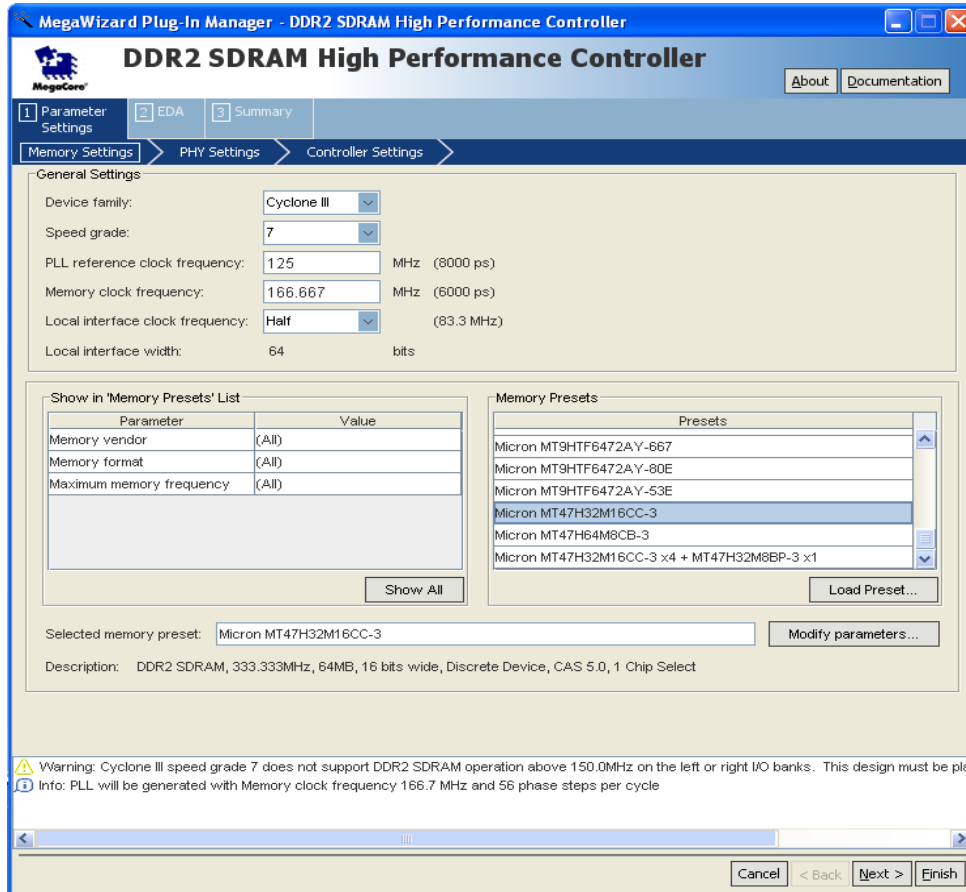 MegaWizard Plug-In Manager - DDR2 SDRAM High Performance Controller
DDR2 SDRAM High Performance Controller
MegaCore®
About Documentation
1 Parameter Settings 2 EDA 3 Summary
Memory Settings PHY Settings Controller Settings
General Settings
Device family: Cyclone III
Speed grade: 7
PLL reference clock frequency: 125 MHz (8000 ps)
Memory clock frequency: 166.667 MHz (6000 ps)
Local interface clock frequency: Half (83.3 MHz)
Local interface width: 64 bits
Show in 'Memory Presets' List
Parameter Value
Memory vendor (All)
Memory format (All)
Maximum memory frequency (All)
Show All
Memory Presets
Presets
Micron MT9HTF6472AY-667
Micron MT9HTF6472AY-80E
Micron MT9HTF6472AY-53E
Micron MT47H32M16CC-3
Micron MT47H64M8CB-3
Micron MT47H32M16CC-3 x4 + MT47H32M8BP-3 x1
Load Preset...
Selected memory preset: Micron MT47H32M16CC-3 Modify parameters...
Description: DDR2 SDRAM, 333.333MHz, 64MB, 16 bits wide, Discrete Device, CAS 5.0, 1 Chip Select
Warning: Cyclone III speed grade 7 does not support DDR2 SDRAM operation above 150.0MHz on the left or right I/O banks. This design must be pla
Info: PLL will be generated with Memory clock frequency 166.7 MHz and 56 phase steps per cycle
Cancel < Back Next > Finish